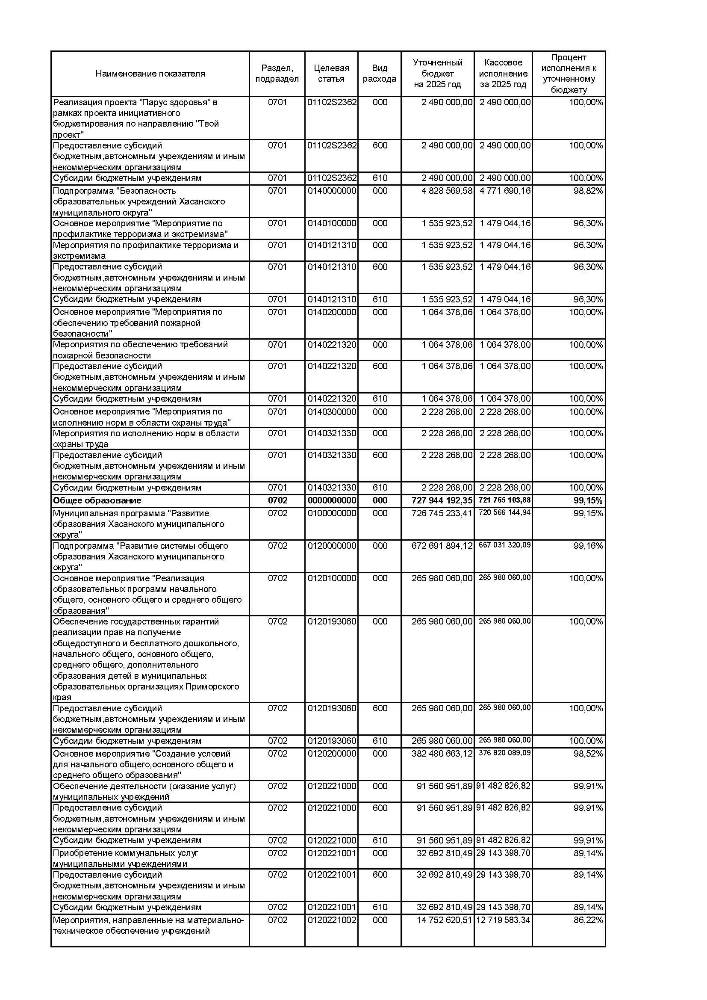 Наименование показателя
Раздел,
подраздел
Целевая
статья
Вид
расхода
Уточненный
бюджет
на 2025 год
Кассовое
исполнение
за 2025 год
Процент
исполнения к
уточненному
бюджету
Реализация проекта "Парус здоровья" в 0701 01102S2362 000 2 490 000,00 2 490 000,00 100,00%
рамках проекта инициативного
бюджетирования по направлению "Твой
проект"
Предоставление субсидий 0701 01102S2362 600 2 490 000,00 2 490 000,00 100,00%
бюджетным,автономным учреждениям и иным
некоммерческим организациям
Субсидии бюджетным учреждениям 0701 01102S2362 610 2 490 000,00 2 490 000,00 100,00%
Подпрограмма "Безопасность 0701 0140000000 000 4 828 569,58 4 771 690,16 98,82%
образовательных учреждений Хасанского
муниципального округа"
Основное мероприятие "Мероприятие по 0701 0140100000 000 1 535 923,52 1 479 044,16 96,30%
профилактике терроризма и экстремизма"
Мероприятия по профилактике терроризма и 0701 0140121310 000 1 535 923,52 1 479 044,16 96,30%
экстремизма
Предоставление субсидий 0701 0140121310 600 1 535 923,52 1 479 044,16 96,30%
бюджетным,автономным учреждениям и иным
некоммерческим организациям
Субсидии бюджетным учреждениям 0701 0140121310 610 1 535 923,52 1 479 044,16 96,30%
Основное мероприятие "Мероприятия по 0701 0140200000 000 1 064 378,06 1 064 378,00 100,00%
обеспечению требований пожарной
безопасности"
Мероприятия по обеспечению требований 0701 0140221320 000 1 064 378,06 1 064 378,00 100,00%
пожарной безопасности
Предоставление субсидий 0701 0140221320 600 1 064 378,06 1 064 378,00 100,00%
бюджетным,автономным учреждениям и иным
некоммерческим организациям
Субсидии бюджетным учреждениям 0701 0140221320 610 1 064 378,06 1 064 378,00 100,00%
Основное мероприятие "Мероприятия по 0701 0140300000 000 2 228 268,00 2 228 268,00 100,00%
исполнению норм в области охраны труда"
Мероприятия по исполнению норм в области 0701 0140321330 000 2 228 268,00 2 228 268,00 100,00%
охраны труда
Предоставление субсидий 0701 0140321330 600 2 228 268,00 2 228 268,00 100,00%
бюджетным,автономным учреждениям и иным
некоммерческим организациям
Субсидии бюджетным учреждениям 0701 0140321330 610 2 228 268,00 2 228 268,00 100,00%
Общее образование 0702 0000000000 000 727 944 192,35 721 765 103,88 99,15%
Муниципальная программа "Развитие 0702 0100000000 000 726 745 233,41 720 566 144,94 99,15%
образования Хасанского муниципального
округа"
Подпрограмма "Развитие системы общего 0702 0120000000 000 672 691 894,12 667 031 320,09 99,16%
образования Хасанского муниципального
округа"
Основное мероприятие "Реализация 0702 0120100000 000 265 980 060,00 265 980 060,00 100,00%
образовательных программ начального
общего, основного общего и среднего общего
образования"
Обеспечение государственных гарантий 0702 0120193060 000 265 980 060,00 265 980 060,00 100,00%
реализации прав на получение
общедоступного и бесплатного дошкольного,
начального общего, основного общего,
среднего общего, дополнительного
образования детей в муниципальных
образовательных организациях Приморского
края
Предоставление субсидий 0702 0120193060 600 265 980 060,00 265 980 060,00 100,00%
бюджетным,автономным учреждениям и иным
некоммерческим организациям
Субсидии бюджетным учреждениям 0702 0120193060 610 265 980 060,00 265 980 060,00 100,00%
Основное мероприятие "Создание условий 0702 0120200000 000 382 480 663,12 376 820 089,09 98,52%
для начального общего,основного общего и
среднего общего образования"
Обеспечение деятельности (оказание услуг) 0702 0120221000 000 91 560 951,89 91 482 826,82 99,91%
муниципальных учреждений
Предоставление субсидий 0702 0120221000 600 91 560 951,89 91 482 826,82 99,91%
бюджетным,автономным учреждениям и иным
некоммерческим организациям
Субсидии бюджетным учреждениям 0702 0120221000 610 91 560 951,89 91 482 826,82 99,91%
Приобретение коммунальных услуг 0702 0120221001 000 32 692 810,49 29 143 398,70 89,14%
муниципальными учреждениями
Предоставление субсидий 0702 0120221001 600 32 692 810,49 29 143 398,70 89,14%
бюджетным,автономным учреждениям и иным
некоммерческим организациям
Субсидии бюджетным учреждениям 0702 0120221001 610 32 692 810,49 29 143 398,70 89,14%
Мероприятия, направленные на материально- 0702 0120221002 000 14 752 620,51 12 719 583,34 86,22%
техническое обеспечение учреждений